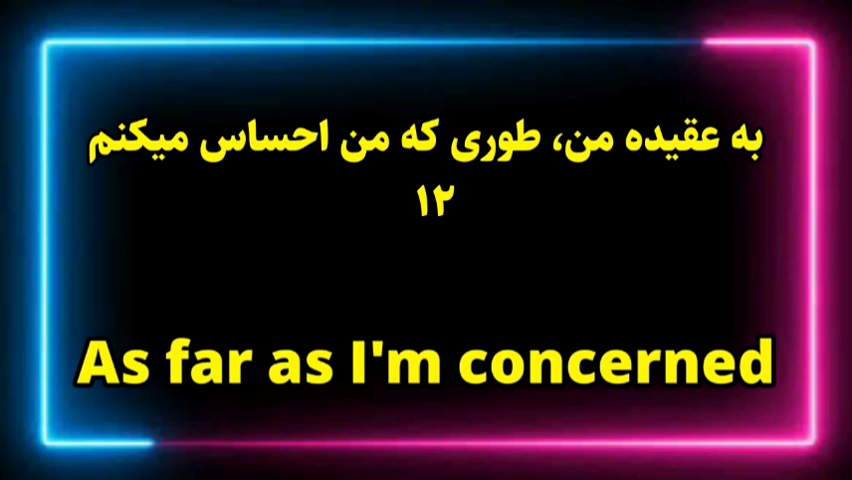 به عقیده من، طوری که من احساس میکنم
۱۲
As far as I'm concerned